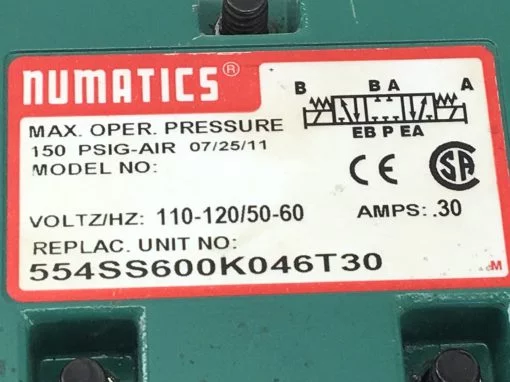 NUMATICS®
B B A A
MAX. OPER. PRESSURE
EB P EA
150 PSIG-AIR 07/25/11
MODEL NO:
CE SA
VOLTZ/HZ: 110-120/50-60 AMPS: .30
REPLAC. UNIT NO:
554SS600K046T30